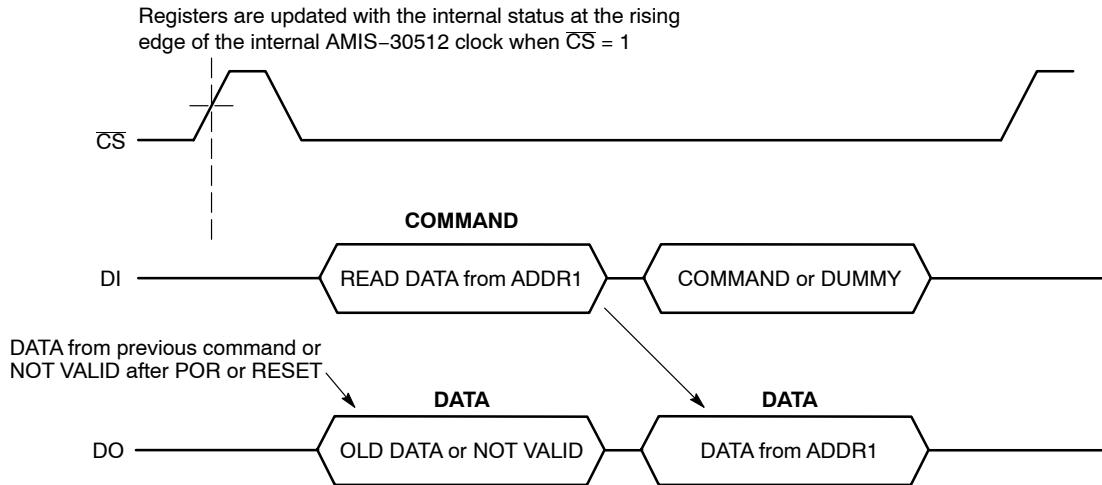 Registers are updated with the internal status at the rising
edge of the internal AMIS−30512 clock when C̅S̅ = 1
C̅S̅
COMMAND
DI
READ DATA from ADDR1
COMMAND or DUMMY
DATA from previous command or
NOT VALID after POR or RESET
DATA
DATA
DO
OLD DATA or NOT VALID
DATA from ADDR1